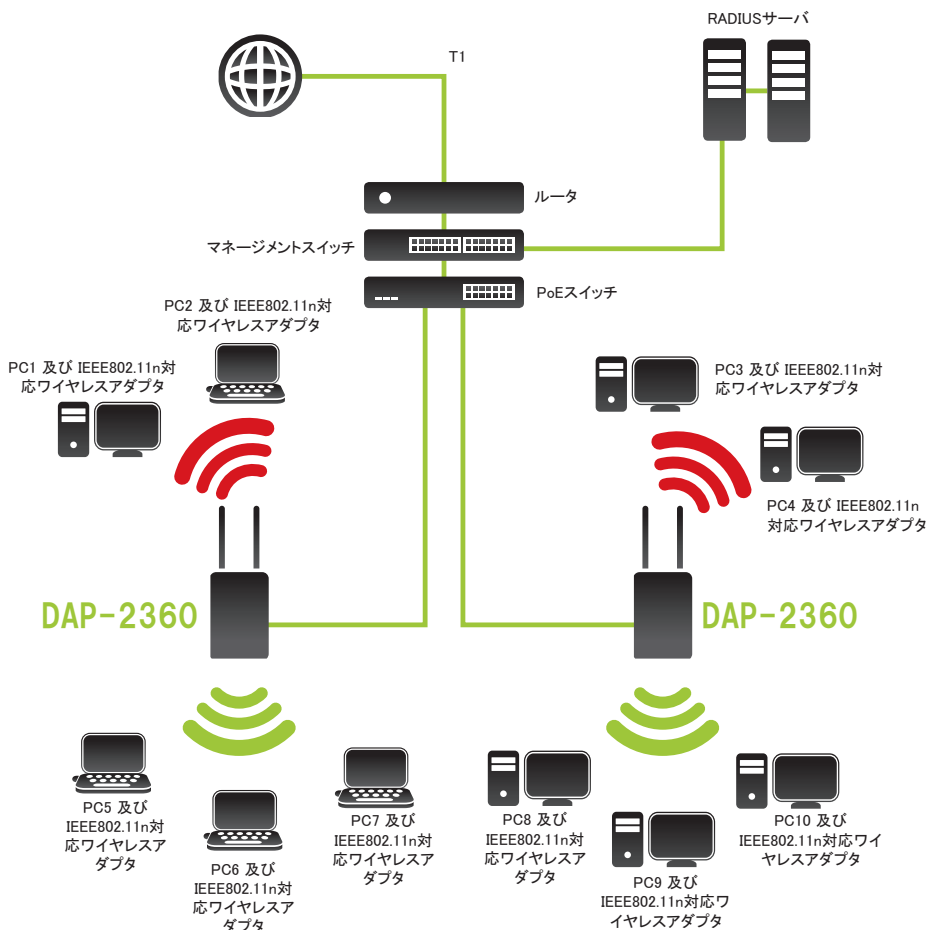 RADIUSサーバ
T1
ルータ
マネージメントスイッチ
PoEスイッチ
PC2 及び IEEE802.11n対
応ワイヤレスアダプタ
PC1 及び IEEE802.11n対
応ワイヤレスアダプタ
PC3 及び IEEE802.11n対
応ワイヤレスアダプタ
PC4 及び IEEE802.11n
対応ワイヤレスアダプタ
DAP-2360
DAP-2360
PC5 及び
IEEE802.11n対
応ワイヤレスア
ダプタ
PC6 及び
IEEE802.11n対
応ワイヤレスア
ダプタ
PC7 及び
IEEE802.11n対
応ワイヤレスア
ダプタ
PC8 及び
IEEE802.11n対
応ワイヤレスア
ダプタ
PC9 及び
IEEE802.11n対応ワ
イヤレスアダプタ
PC10 及び
IEEE802.11n対応ワイ
ヤレスアダプタ